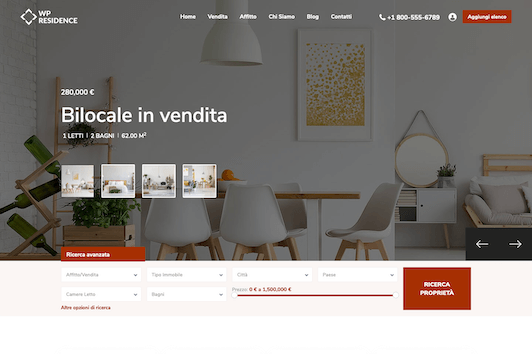 WP
RESIDENCE
Home Vendita Affitto Chi Siamo Blog Contatti
+1 800-555-6789
Aggiungi elenco
280,000 €
Bilocale in vendita
1 LETTI | 2 BAGNI | 62.00 M²
Ricerca avanzata
Affitto/Vendita Tipo Immobile Città Paese
Camere Letto Bagni Prezzo: 0 € a 1,500,000 €
RICERCA
PROPRIETÀ
Altre opzioni di ricerca